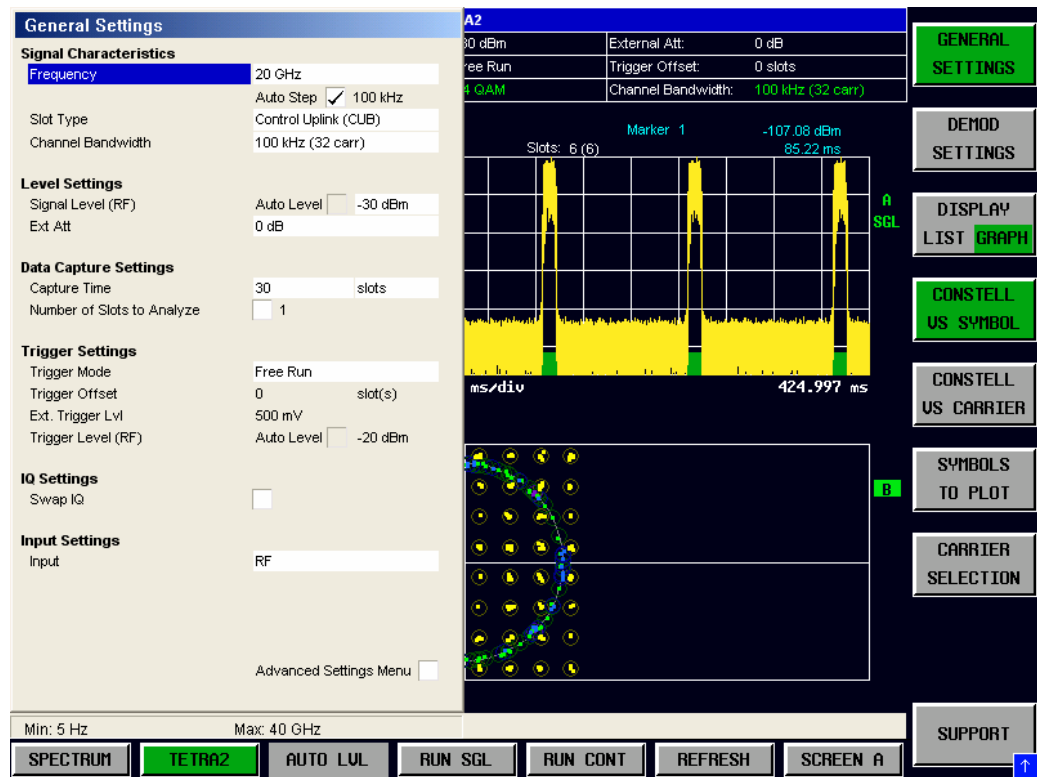 General Settings
Signal Characteristics
Frequency 20 GHz
Auto Step 100 kHz
Slot Type Control Uplink (CUB)
Channel Bandwidth 100 kHz (32 carr)
Level Settings
Signal Level (RF) Auto Level -30 dBm
Ext Att 0 dB
Data Capture Settings
Capture Time 30 slots
Number of Slots to Analyze 1
Trigger Settings
Trigger Mode Free Run
Trigger Offset 0 slot(s)
Ext. Trigger Lvl 500 mV
Trigger Level (RF) Auto Level -20 dBm
IQ Settings
Swap IQ
Input Settings
Input RF
Advanced Settings Menu
Min: 5 Hz Max: 40 GHz
A2
30 dBm External Att: 0 dB
ree Run Trigger Offset: 0 slots
4 QAM Channel Bandwidth: 100 kHz (32 carr)
Marker 1 -107.08 dBm
Slots: 6 (6) 85.22 ms
A
SGL
ms/div 424.997 ms
B
GENERAL
SETTINGS
DEMOD
SETTINGS
DISPLAY
LIST GRAPH
CONSTELL
VS SYMBOL
CONSTELL
VS CARRIER
SYMBOLS
TO PLOT
CARRIER
SELECTION
SUPPORT
SPECTRUM TETRA2 AUTO LVL RUN SGL RUN CONT REFRESH SCREEN A
↑